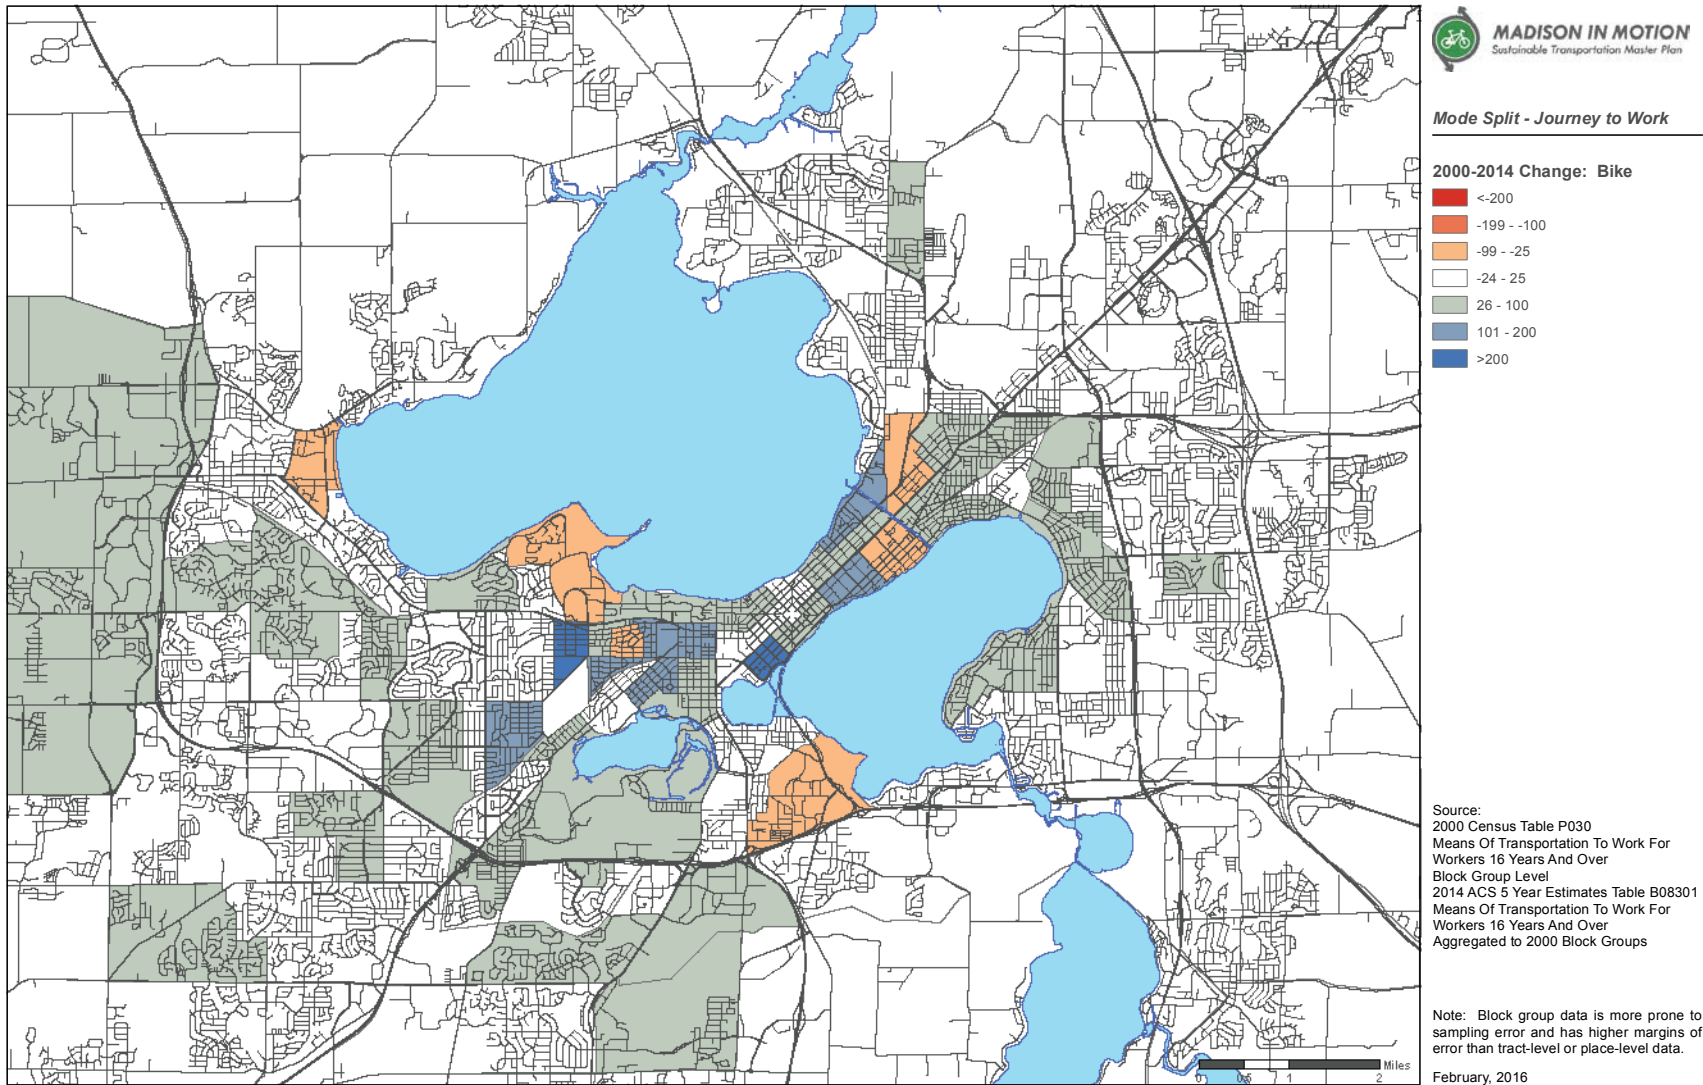 MADISON IN MOTION
Sustainable Transportation Master Plan
Mode Split - Journey to Work
2000-2014 Change: Bike
<-200
-199 - -100
-99 - -25
-24 - 25
26 - 100
101 - 200
>200
Source:
2000 Census Table P030
Means Of Transportation To Work For
Workers 16 Years And Over
Block Group Level
2014 ACS 5 Year Estimates Table B08301
Means Of Transportation To Work For
Workers 16 Years And Over
Aggregated to 2000 Block Groups
Note: Block group data is more prone to
sampling error and has higher margins of
error than tract-level or place-level data.
February, 2016
Miles
0 0.5 1 2